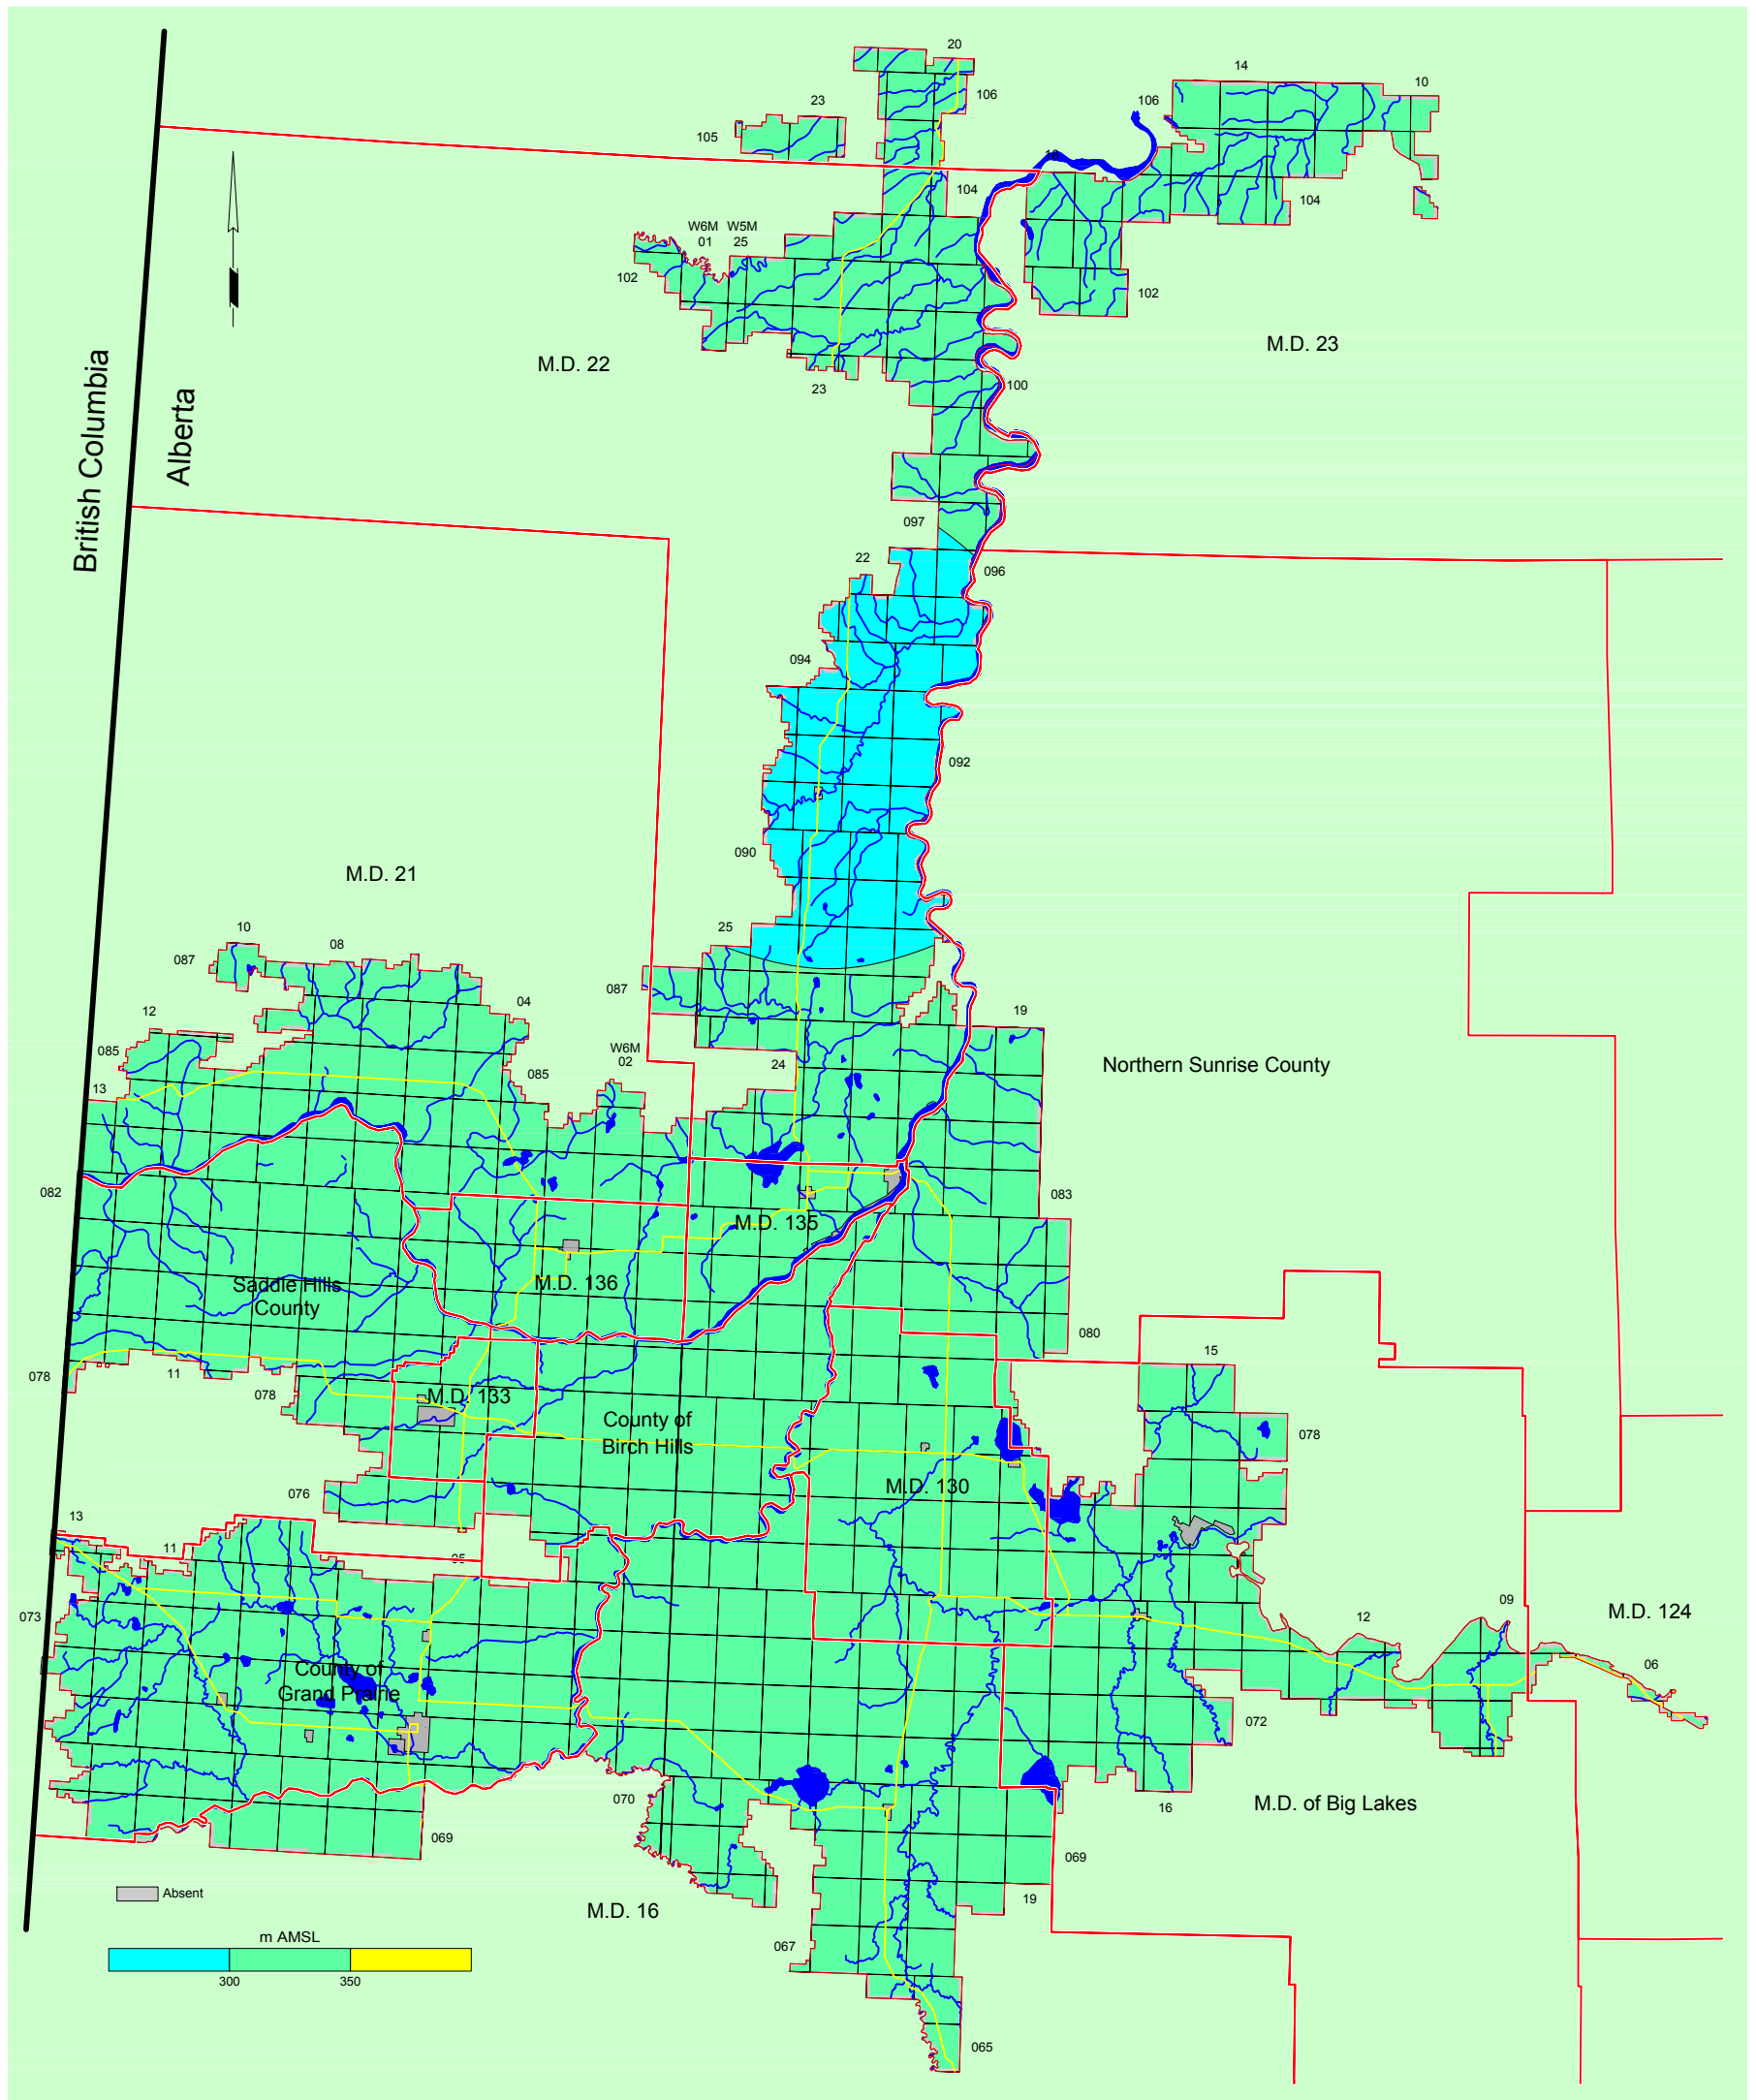 20
14
10
106
106
23
105
18
104
104
W6M W5M
01 25
102
102
M.D. 23
M.D. 22
23
100
British Columbia
Alberta
097
22
096
094
092
090
M.D. 21
10
08
25
087
087
04
12
19
W6M
02
085
24
085
13
Northern Sunrise County
082
083
M.D. 135
M.D. 136
Saddle Hills
County
080
15
11
078
078
M.D. 133
County of
Birch Hills
078
M.D. 130
076
13
11
05
09
12
M.D. 124
073
06
County of
Grand Prairie
072
070
16
M.D. of Big Lakes
069
069
Absent
19
M.D. 16
m AMSL
067
300
350
065